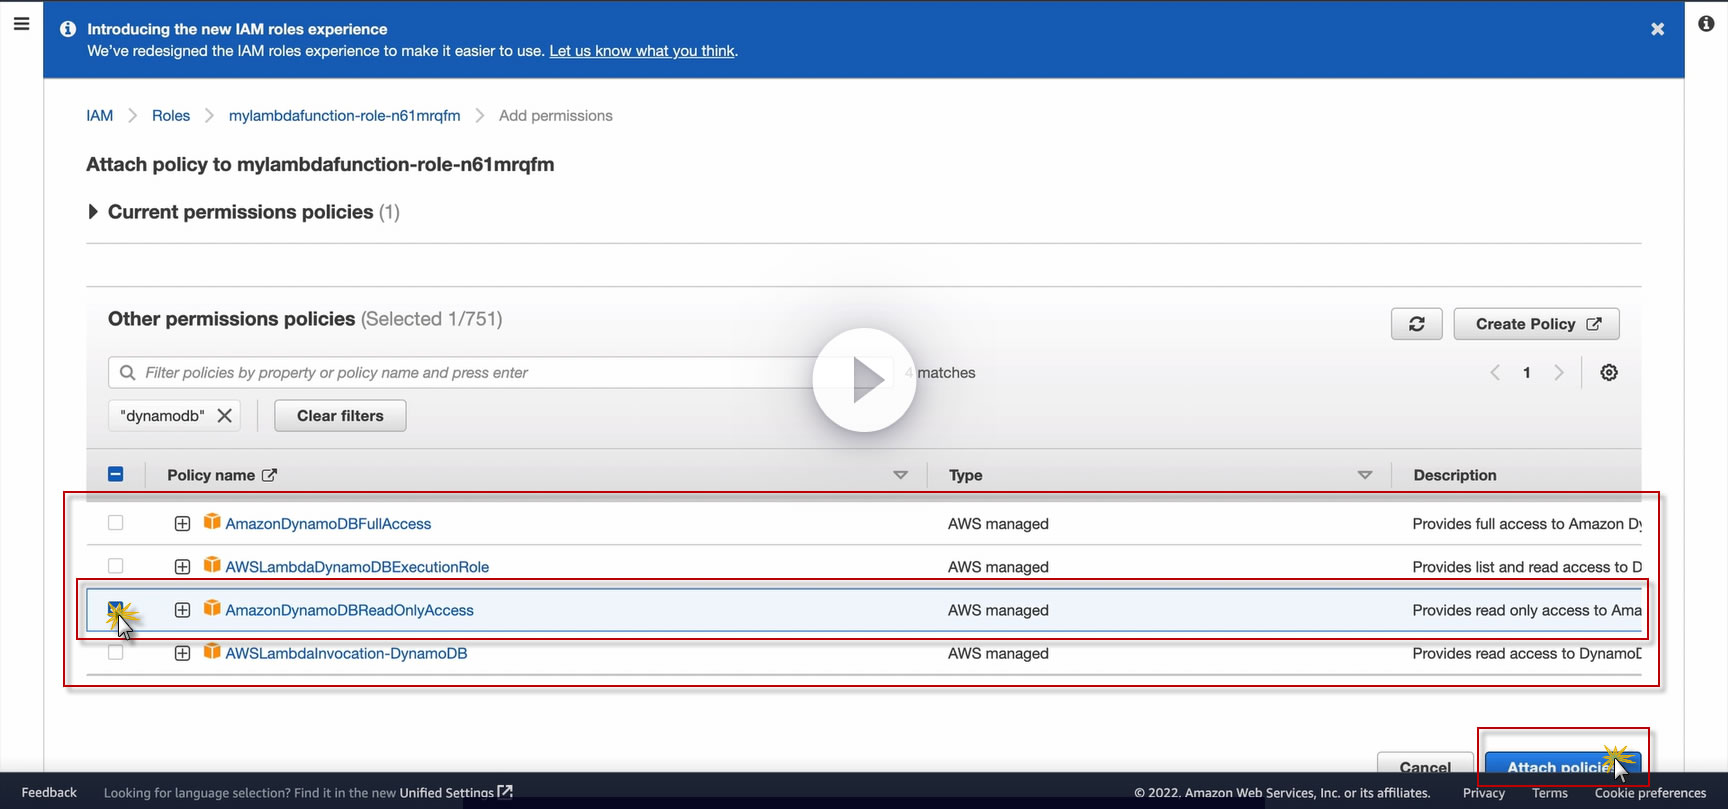 Introducing the new IAM roles experience
We've redesigned the IAM roles experience to make it easier to use. Let us know what you think.
IAM Roles mylambdafunction-role-n61mrqfm Add permissions
Attach policy to mylambdafunction-role-n61mrqfm
Current permissions policies (1)
Other permissions policies (Selected 1/751)
Create Policy
Filter policies by property or policy name and press enter
4 matches
1
"dynamodb"
Clear filters
Policy name Type Description
AmazonDynamoDBFullAccess AWS managed Provides full access to Amazon Dy
AWSLambdaDynamoDBExecutionRole AWS managed Provides list and read access to D
AmazonDynamoDBReadOnlyAccess AWS managed Provides read only access to Ama
AWSLambdaInvocation-DynamoDB AWS managed Provides read access to Dynamo
Cancel Attach policie
Feedback Looking for language selection? Find it in the new Unified Settings © 2022, Amazon Web Services, Inc. or its affiliates. Privacy Terms Cookie preferences